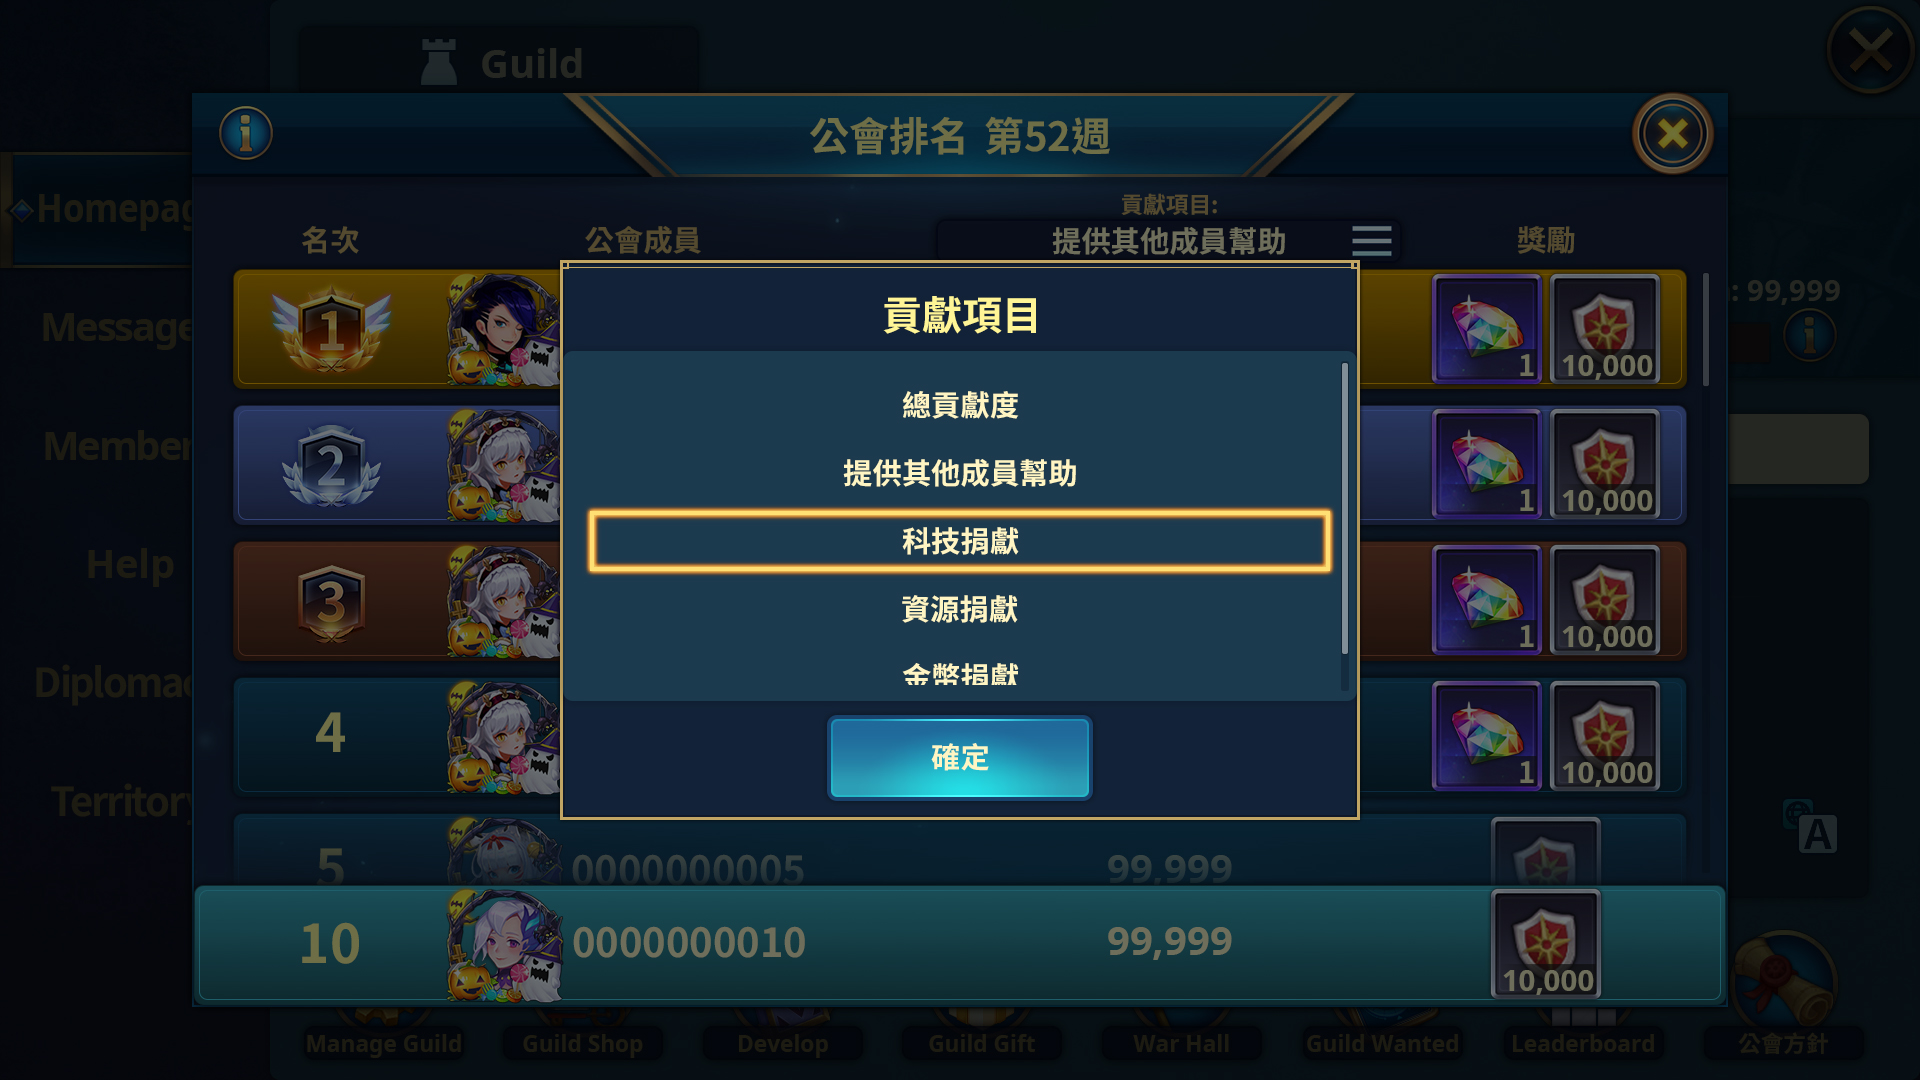 Guild
公會排名 第52週
Homepag
Message
Member
Help
Diplomac
Territory
名次
公會成員
貢獻項目:
提供其他成員幫助
獎勵
: 99,999
1
1
10,000
2
1
10,000
3
1
10,000
4
1
10,000
貢獻項目
總貢獻度
提供其他成員幫助
科技捐獻
資源捐獻
金幣捐獻
確定
5
0000000005
99,999
A
10
0000000010
99,999
10,000
Manage Guild
Guild Shop
Develop
Guild Gift
War Hall
Guild Wanted
Leaderboard
公會方針